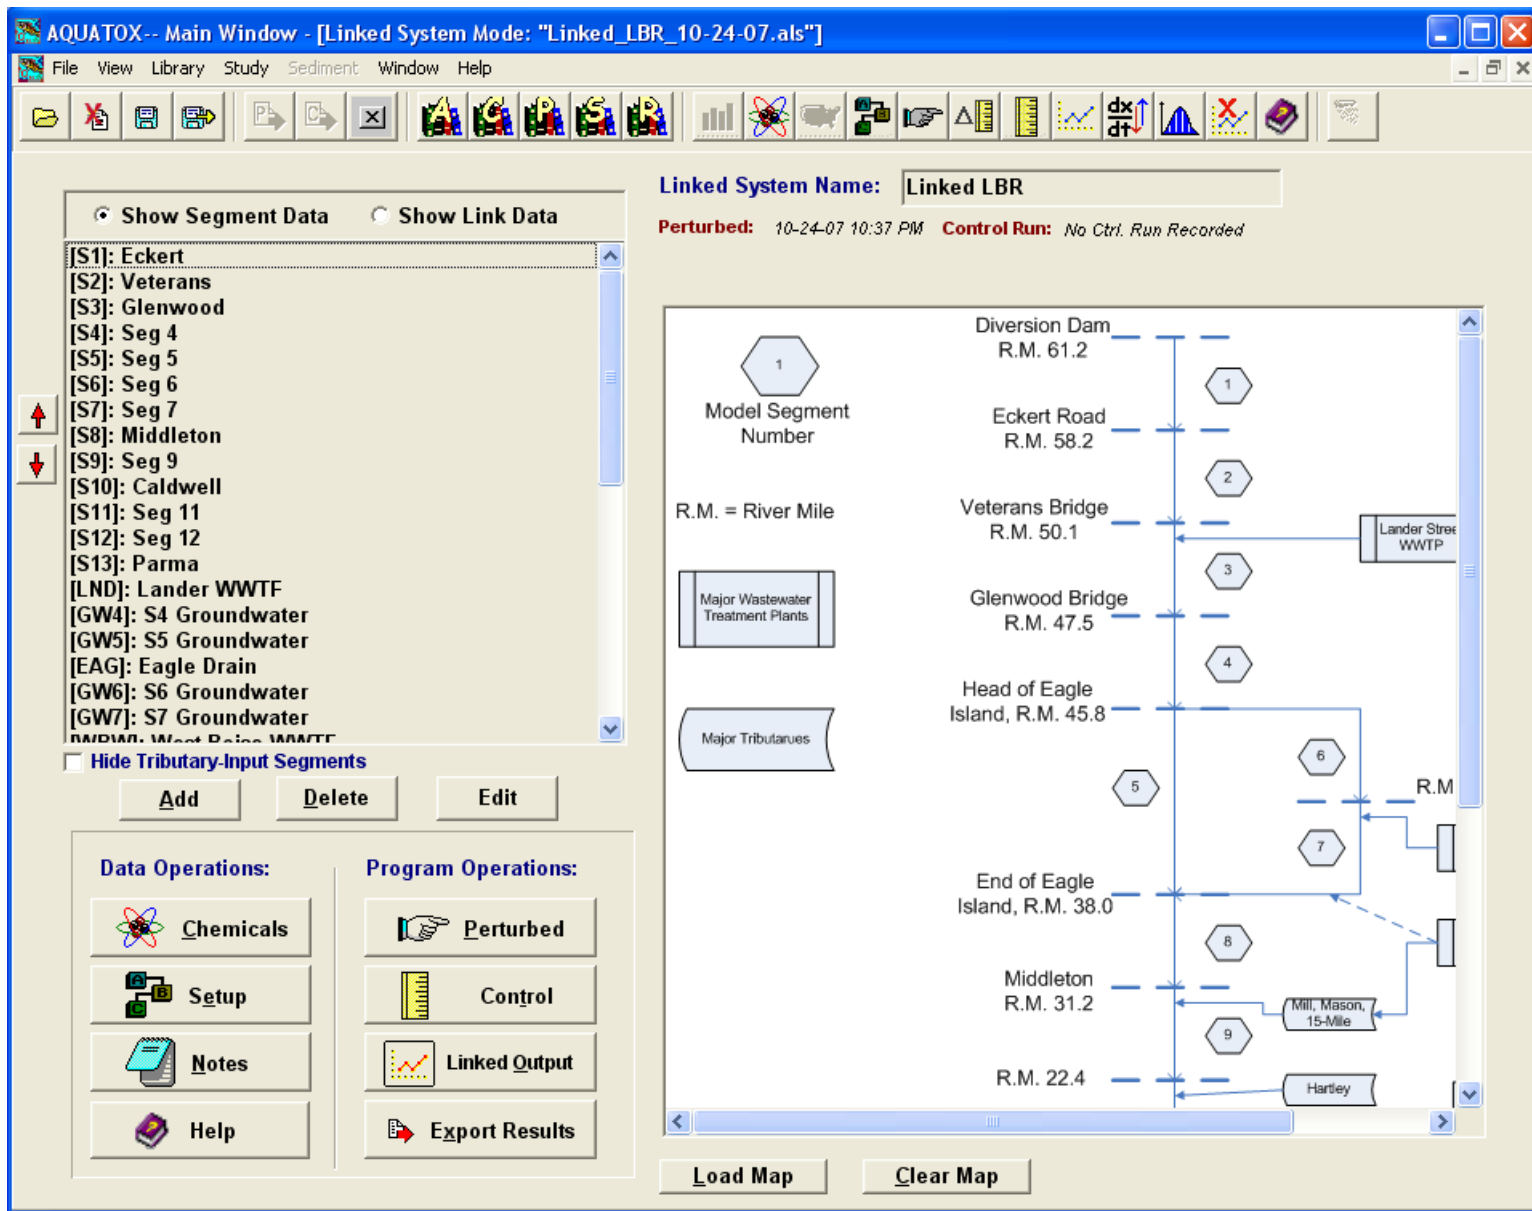 AQUATOX-- Main Window - [Linked System Mode: "Linked_LBR_10-24-07.als"]
File View Library Study Sediment Window Help
Linked System Name: Linked LBR
Perturbed: 10-24-07 10:37 PM Control Run: No Ctrl. Run Recorded
Show Segment Data Show Link Data
[S1]: Eckert
[S2]: Veterans
[S3]: Glenwood
[S4]: Seg 4
[S5]: Seg 5
[S6]: Seg 6
[S7]: Seg 7
[S8]: Middleton
[S9]: Seg 9
[S10]: Caldwell
[S11]: Seg 11
[S12]: Seg 12
[S13]: Parma
[LND]: Lander WWTF
[GW4]: S4 Groundwater
[GW5]: S5 Groundwater
[EAG]: Eagle Drain
[GW6]: S6 Groundwater
[GW7]: S7 Groundwater
[WBW]: West Boise WWTF
Hide Tributary-Input Segments
Add Delete Edit
Data Operations:
Chemicals
Setup
Notes
Help
Program Operations:
Perturbed
Control
Linked Output
Export Results
1
Model Segment
Number
R.M. = River Mile
Major Wastewater
Treatment Plants
Major Tributarues
Diversion Dam
R.M. 61.2
1
Eckert Road
R.M. 58.2
2
Veterans Bridge
R.M. 50.1
Lander Stree
WWTP
3
Glenwood Bridge
R.M. 47.5
4
Head of Eagle
Island, R.M. 45.8
5
6
R.M
7
End of Eagle
Island, R.M. 38.0
8
Middleton
R.M. 31.2
Mill, Mason,
15-Mile
9
R.M. 22.4
Hartley
Load Map Clear Map